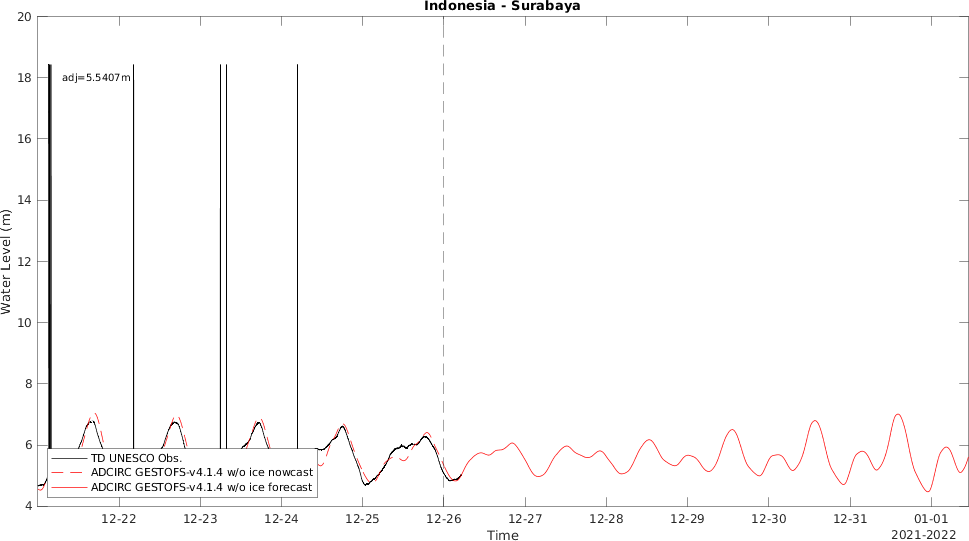 Indonesia - Surabaya
20
18
16
14
12
10
8
6
4
Water Level (m)
adj=5.5407m
TD UNESCO Obs.
ADCIRC GESTOFS-v4.1.4 w/o ice nowcast
ADCIRC GESTOFS-v4.1.4 w/o ice forecast
12-22 12-23 12-24 12-25 12-26 12-27 12-28 12-29 12-30 12-31 01-01
2021-2022
Time